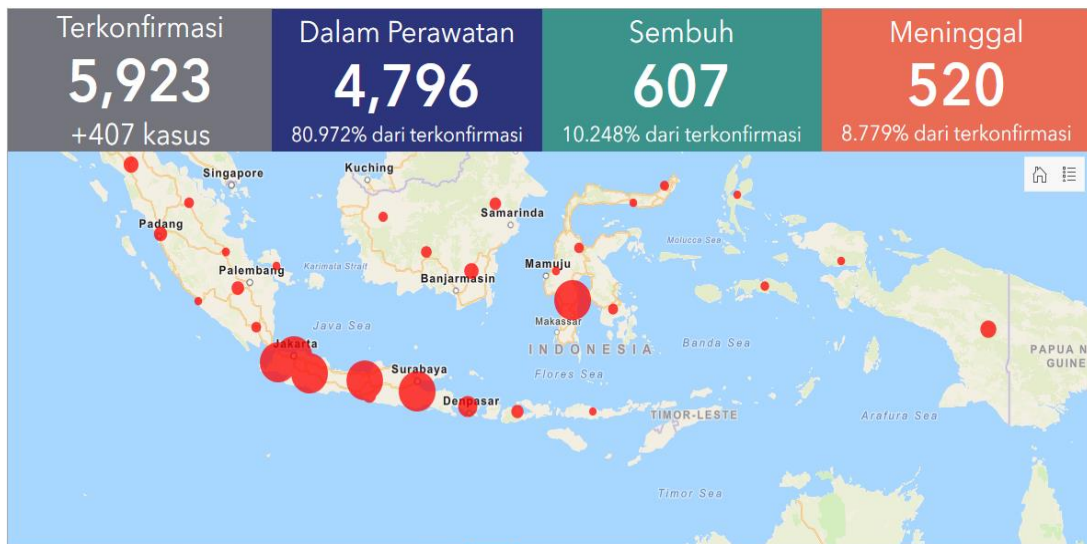 Terkonfirmasi
5,923
+407 kasus
Dalam Perawatan
4,796
80.972% dari terkonfirmasi
Sembuh
607
10.248% dari terkonfirmasi
Meninggal
520
8.779% dari terkonfirmasi
Kuching
Singapore
Samarinda
Padang
Molucca Sea
Palembang
Karimata Strait
Mamuju
Banjarmasin
Java Sea
Makassar
Jakarta
INDONESIA
Banda Sea
PAPUA N
GUINE
Surabaya
Flores Sea
Denpasar
TIMOR-LESTE
Arafura Sea
Timor Sea